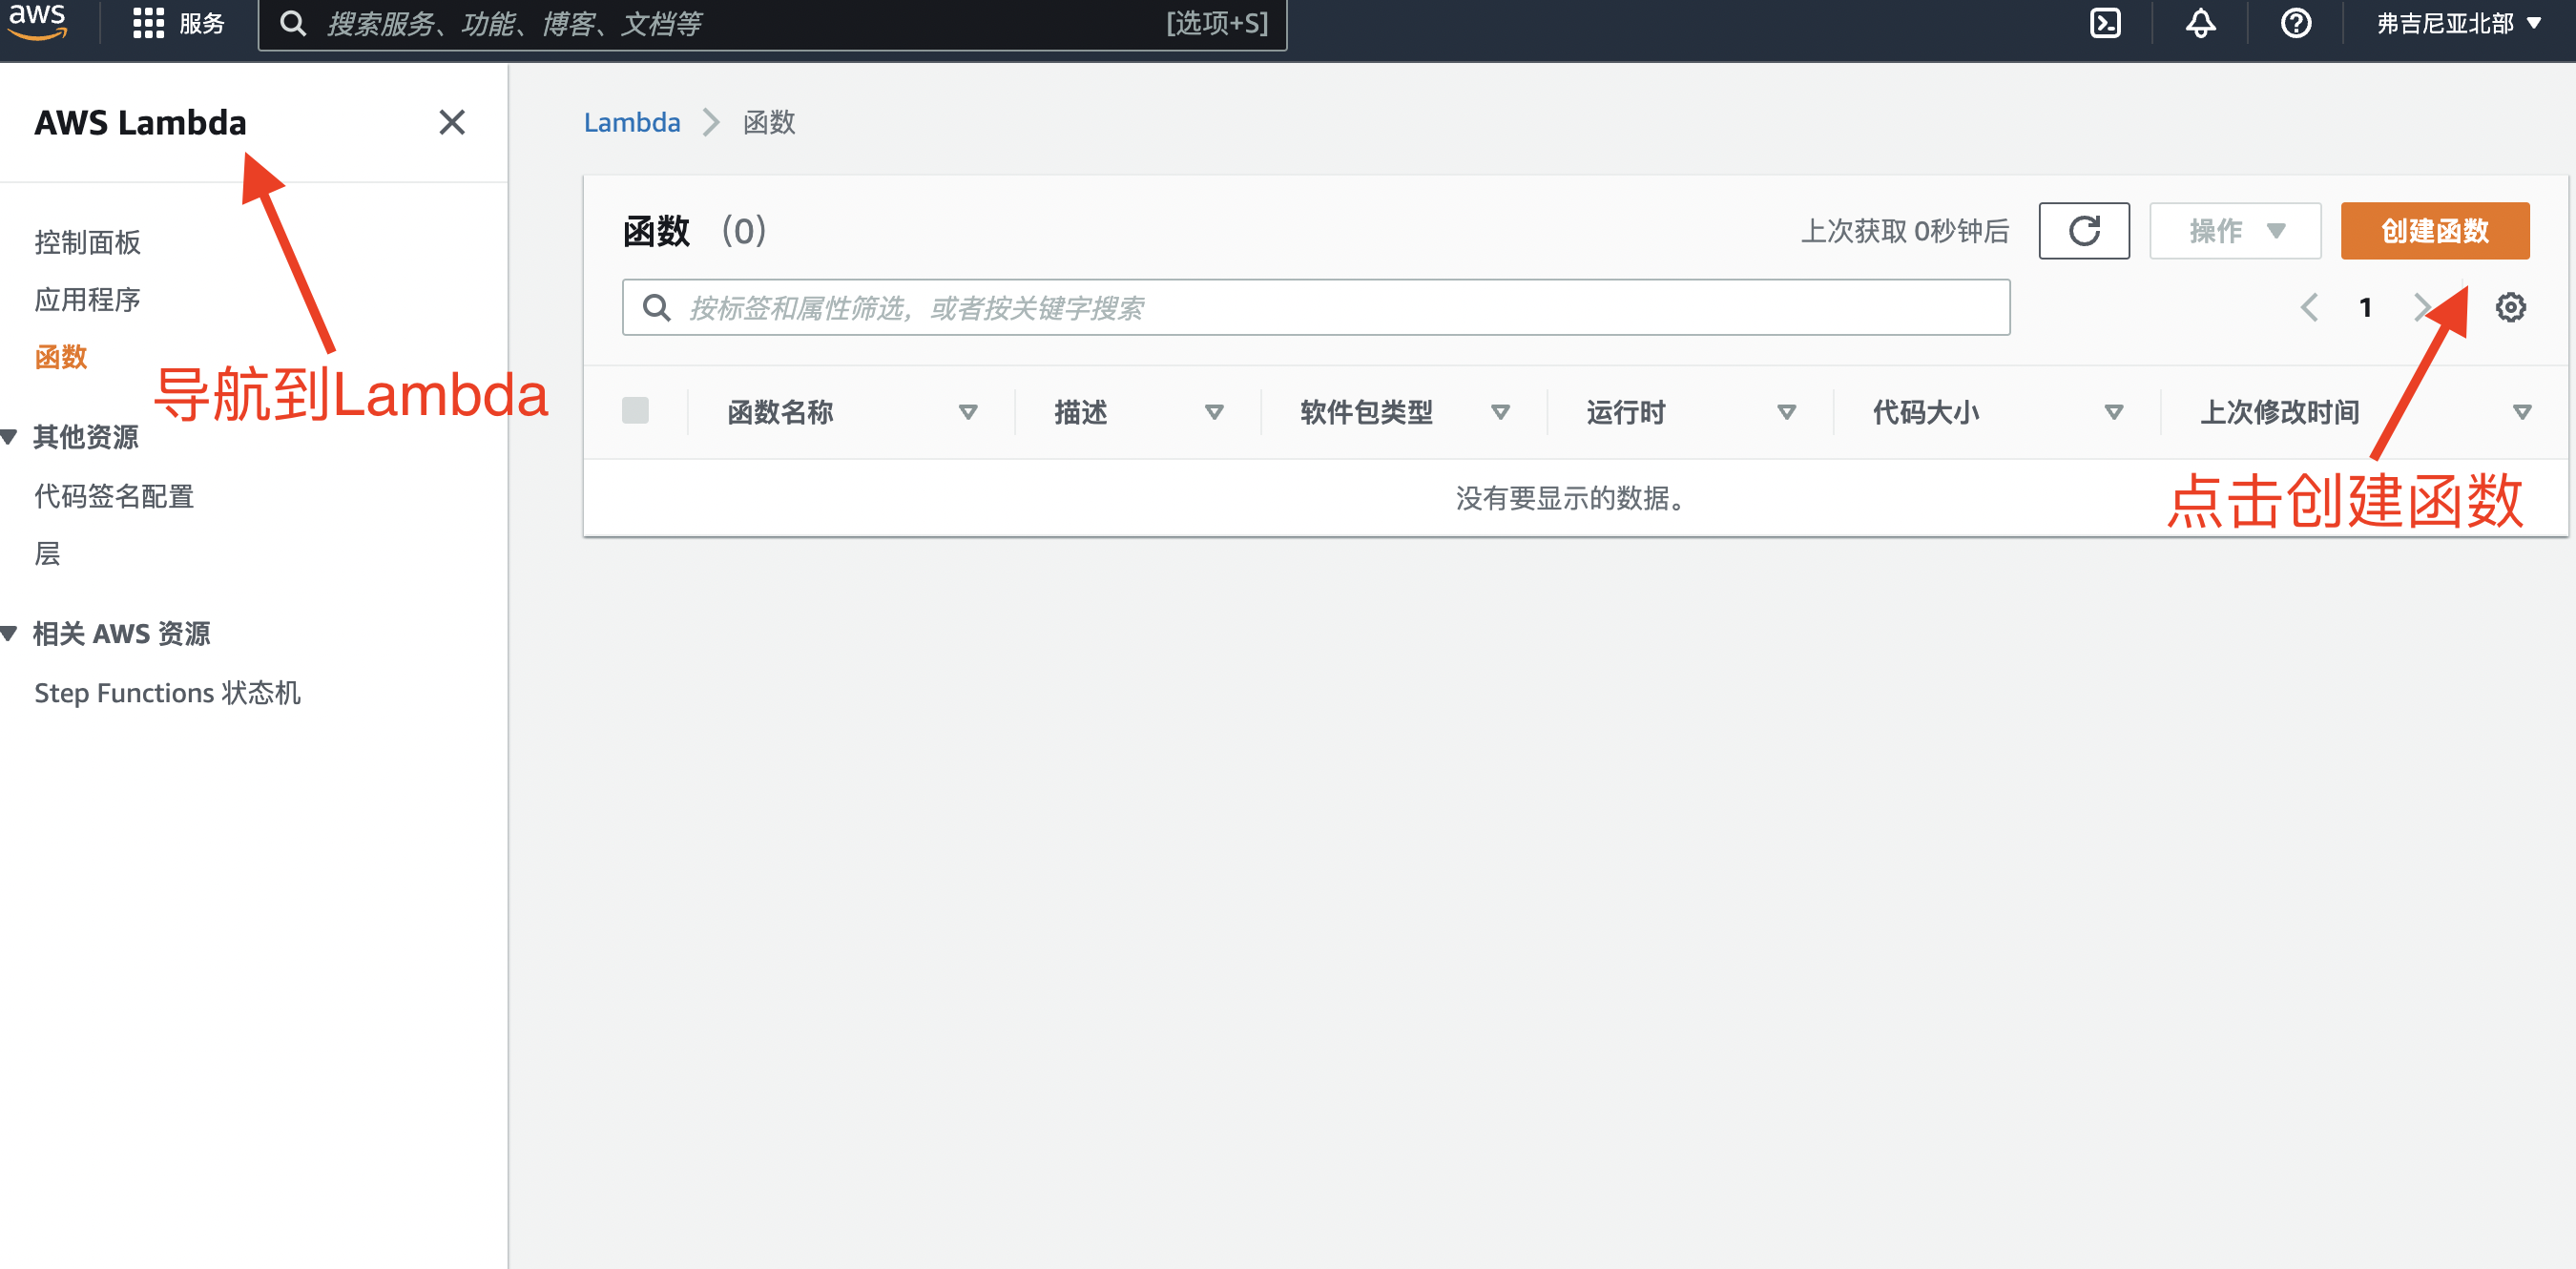 aws
服务
搜索服务、功能、博客、文档等
[选项+S]
弗吉尼亚北部
AWS Lambda
控制面板
应用程序
函数
导航到Lambda
其他资源
代码签名配置
层
相关 AWS 资源
Step Functions 状态机
Lambda
函数
函数 (0)
上次获取 0秒钟后
操作
创建函数
按标签和属性筛选，或者按关键字搜索
1
函数名称
描述
软件包类型
运行时
代码大小
上次修改时间
没有要显示的数据。
点击创建函数